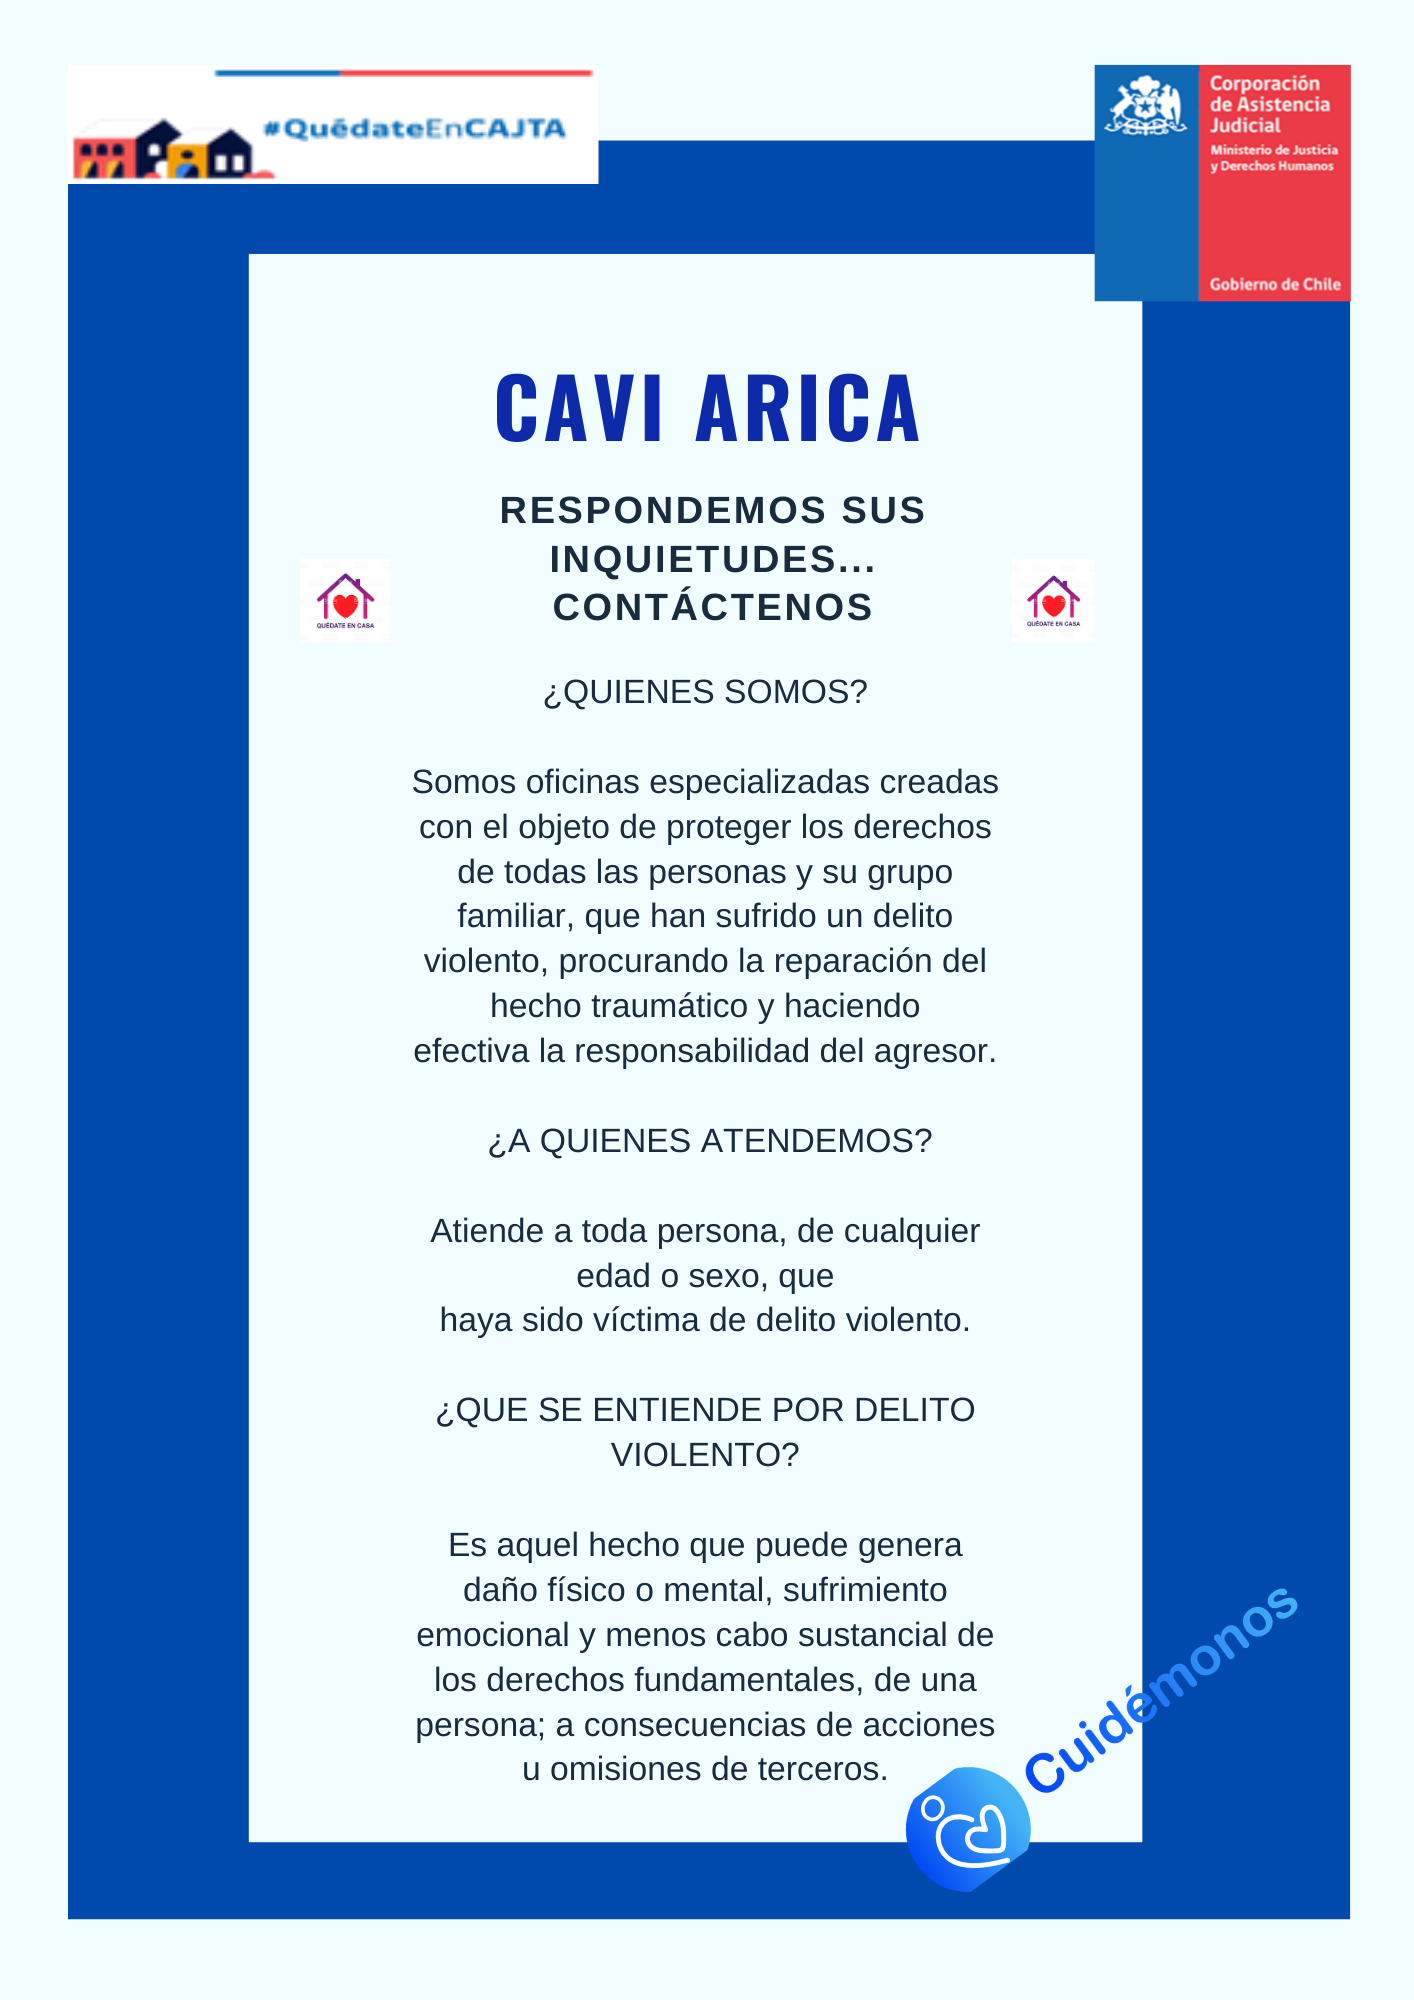 #QuédateEnCAJTA
Corporación
de Asistencia
Judicial
Ministerio de Justicia
y Derechos Humanos
Gobierno de Chile
CAVI ARICA
RESPONDEMOS SUS
INQUIETUDES...
CONTÁCTENOS
QUÉDATE EN CASA
QUÉDATE EN CASA
¿QUIENES SOMOS?
Somos oficinas especializadas creadas
con el objeto de proteger los derechos
de todas las personas y su grupo
familiar, que han sufrido un delito
violento, procurando la reparación del
hecho traumático y haciendo
efectiva la responsabilidad del agresor.
¿A QUIENES ATENDEMOS?
Atiende a toda persona, de cualquier
edad o sexo, que
haya sido víctima de delito violento.
¿QUE SE ENTIENDE POR DELITO
VIOLENTO?
Es aquel hecho que puede genera
daño físico o mental, sufrimiento
emocional y menos cabo sustancial de
los derechos fundamentales, de una
persona; a consecuencias de acciones
u omisiones de terceros.
Cuidémonos